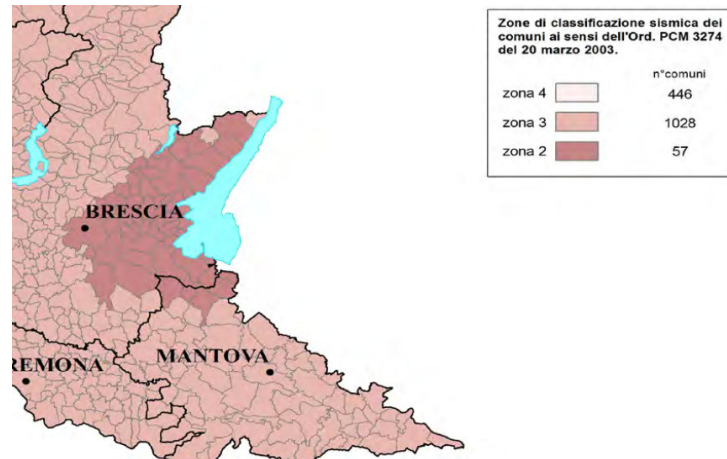 Zone di classificazione sismica dei
comuni ai sensi dell'Ord. PCM 3274
del 20 marzo 2003.
n°comuni
zona 4 446
zona 3 1028
zona 2 57
BRESCIA
MANTOVA
REMONA